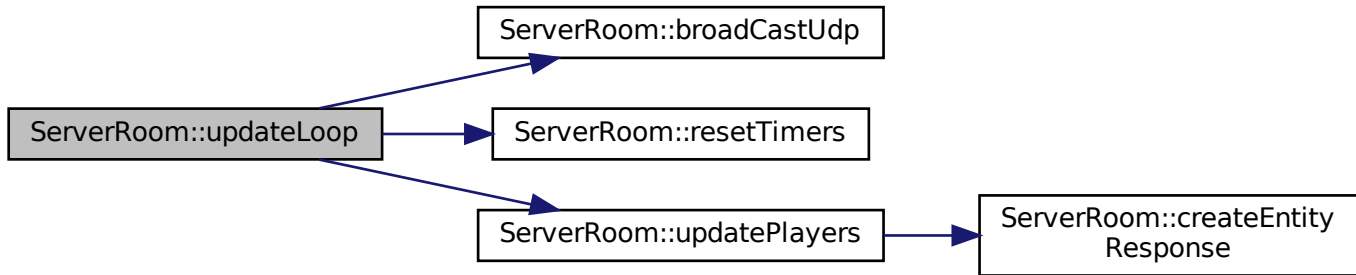 ServerRoom::broadCastUdp
ServerRoom::updateLoop
ServerRoom::resetTimers
ServerRoom::updatePlayers
ServerRoom::createEntity
Response